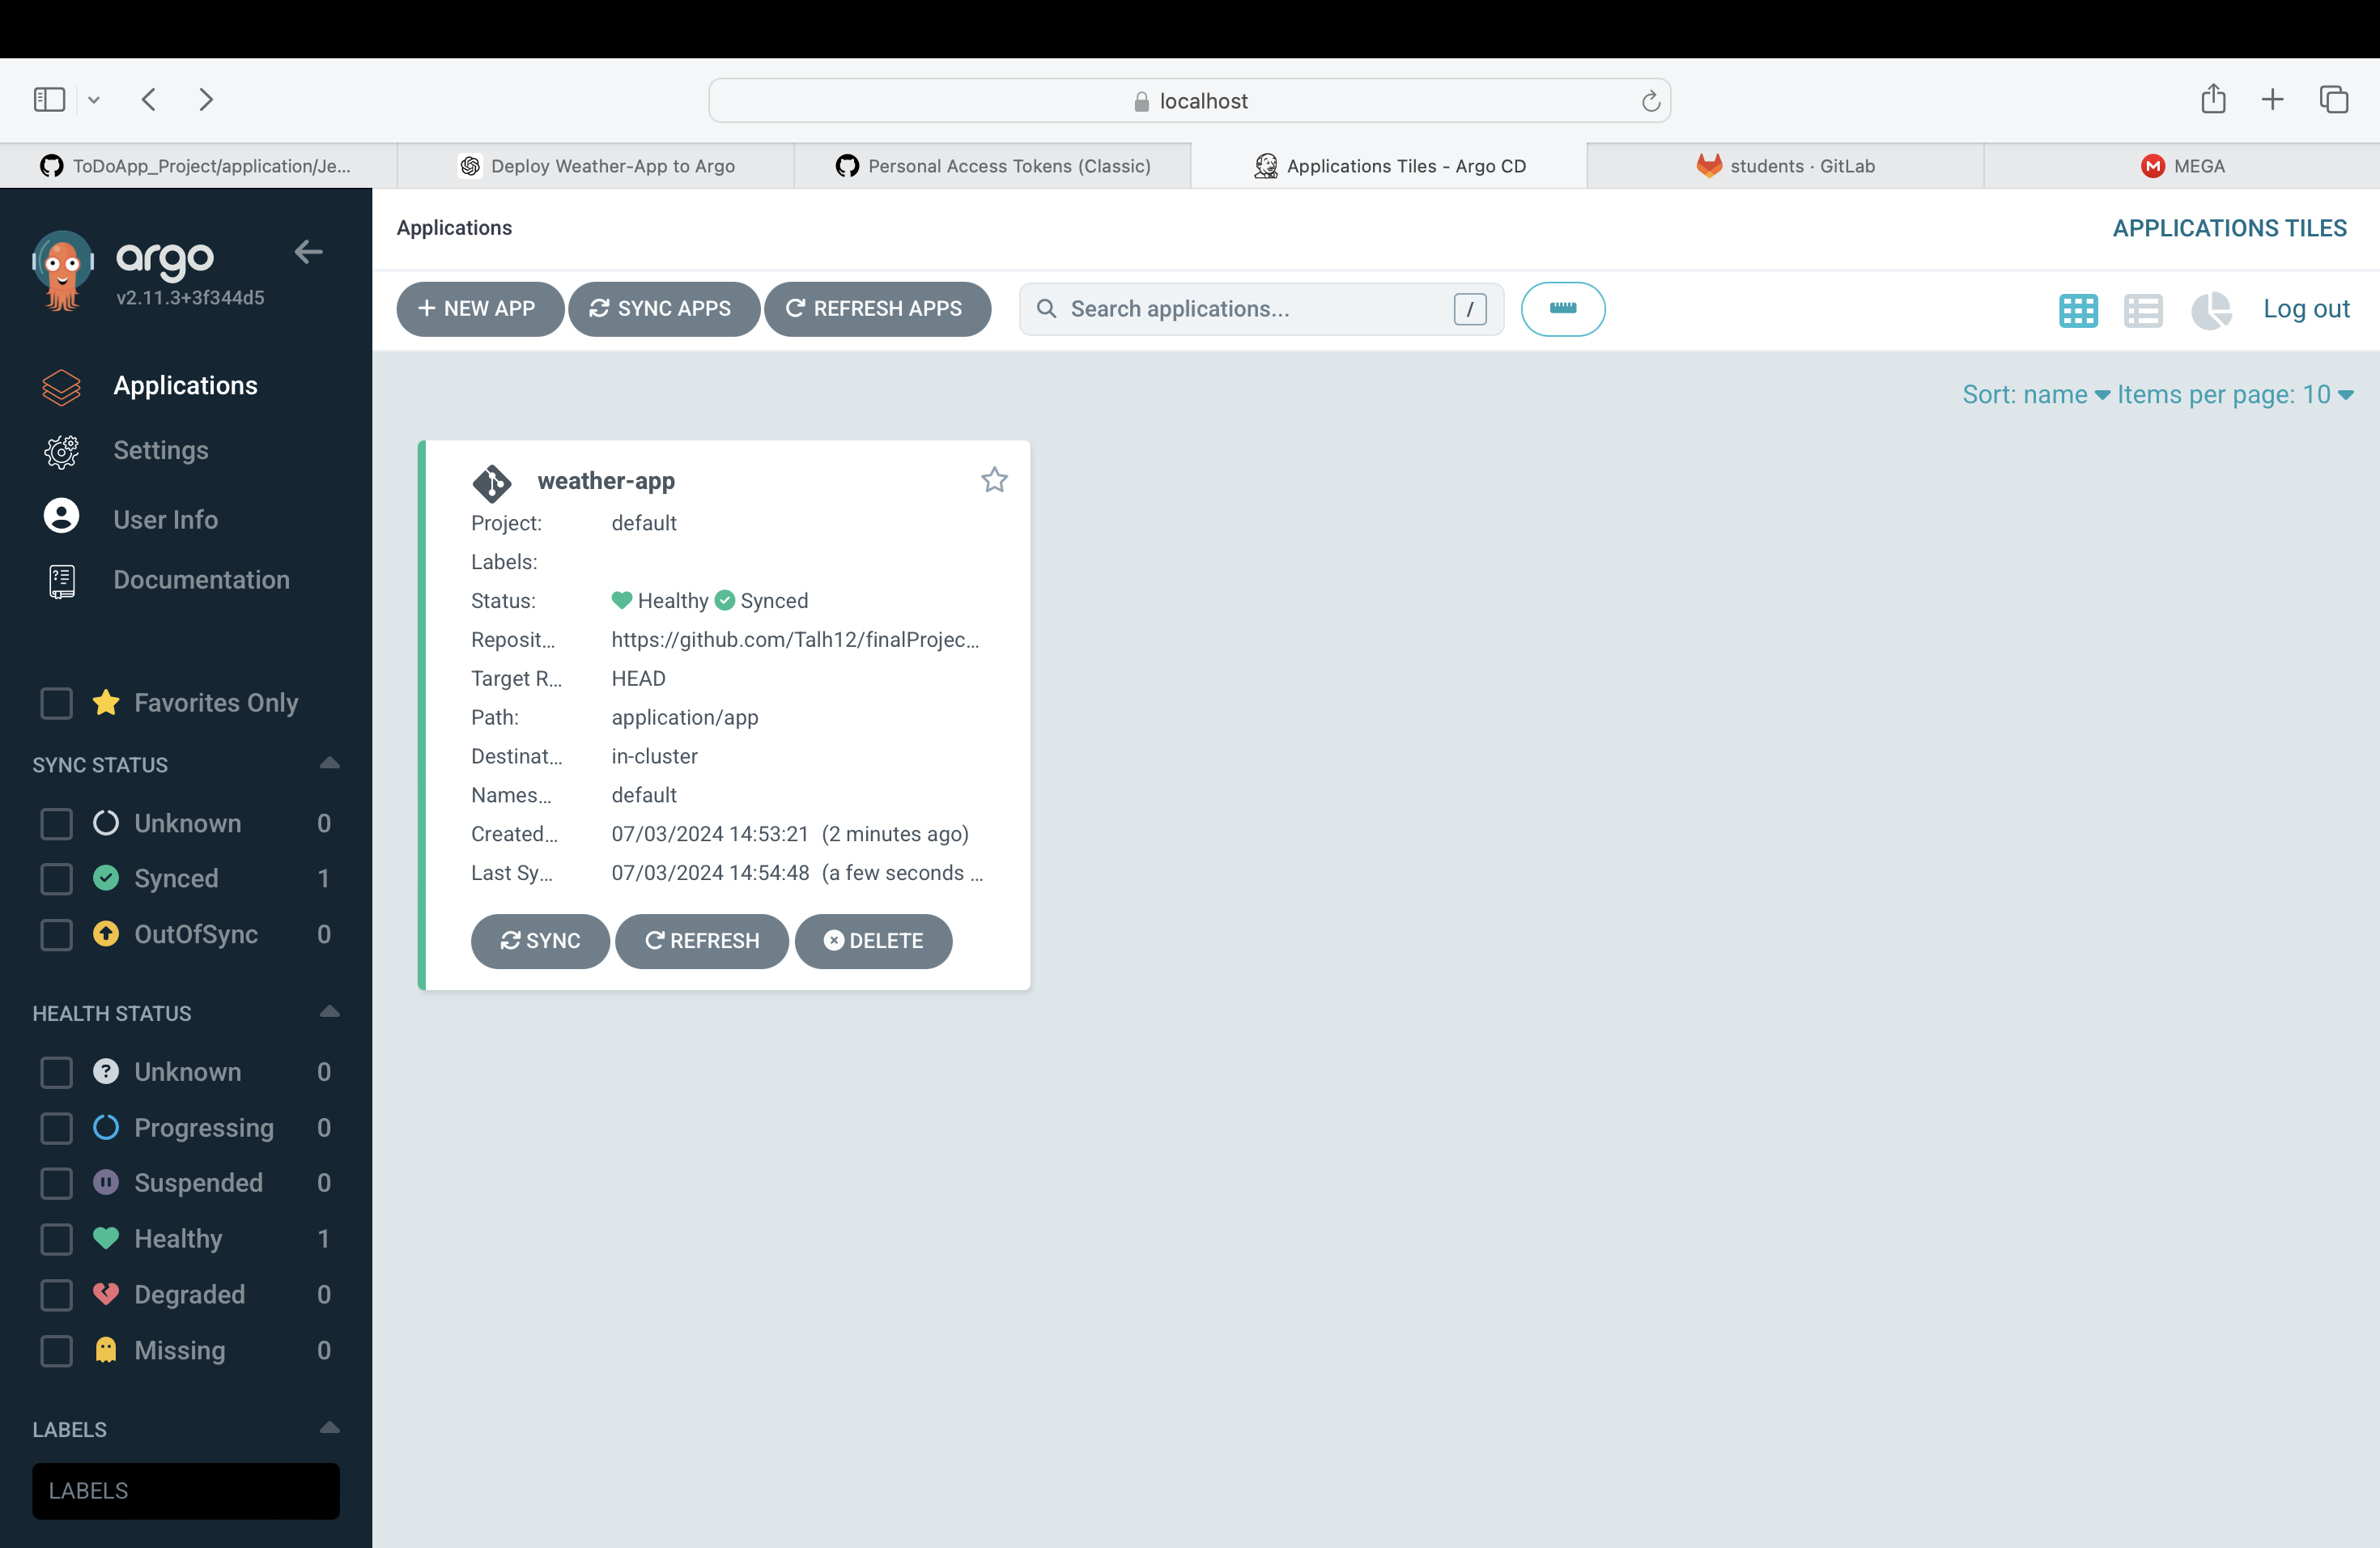 localhost
ToDoApp_Project/application/Je...
Deploy Weather-App to Argo
Personal Access Tokens (Classic)
Applications Tiles - Argo CD
students · GitLab
MEGA
argo
v2.11.3+3f344d5
Applications
Settings
User Info
Documentation
Favorites Only
SYNC STATUS
Unknown 0
Synced 1
OutOfSync 0
HEALTH STATUS
Unknown 0
Progressing 0
Suspended 0
Healthy 1
Degraded 0
Missing 0
LABELS
LABELS
Applications
APPLICATIONS TILES
+ NEW APP SYNC APPS REFRESH APPS Search applications... / Log out
Sort: name Items per page: 10
weather-app
Project: default
Labels:
Status: Healthy Synced
Reposit... https://github.com/Talh12/finalProjec...
Target R... HEAD
Path: application/app
Destinat... in-cluster
Names... default
Created... 07/03/2024 14:53:21 (2 minutes ago)
Last Sy... 07/03/2024 14:54:48 (a few seconds ...
SYNC REFRESH DELETE